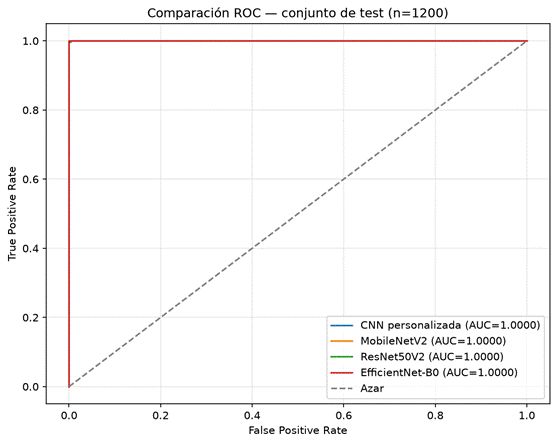 Comparación ROC — conjunto de test (n=1200)
True Positive Rate
1.0
0.8
0.6
0.4
0.2
0.0
0.0 0.2 0.4 0.6 0.8 1.0
False Positive Rate
CNN personalizada (AUC=1.0000)
MobileNetV2 (AUC=1.0000)
ResNet50V2 (AUC=1.0000)
EfficientNet-B0 (AUC=1.0000)
Azar